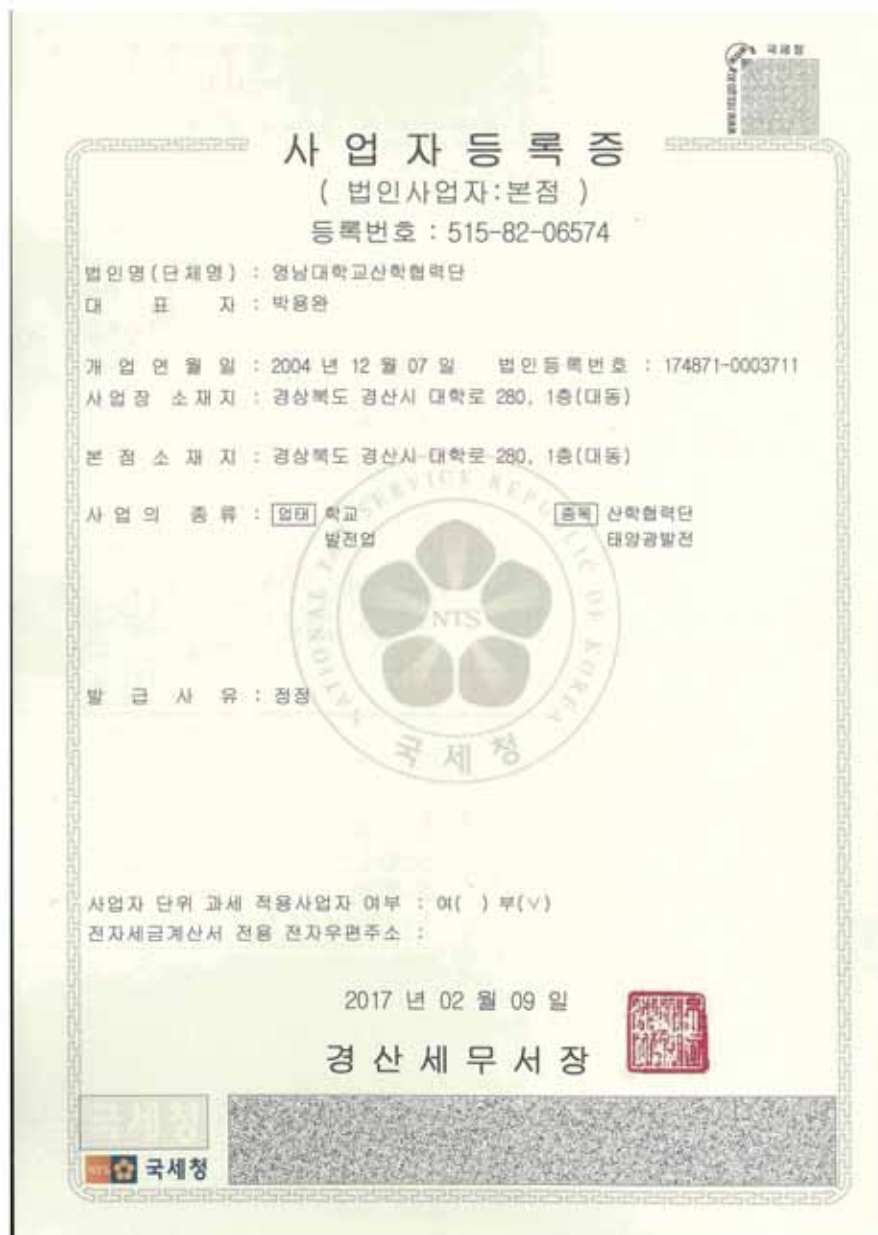 국세청
사업자등록증
( 법인사업자:본점 )
등록번호 : 515-82-06574
법인명(단체명) : 영남대학교산학협력단
대 표 자 : 박용완
개 업 연 월 일 : 2004 년 12 월 07 일 법인등록번호 : 174871-0003711
사업장 소재지 : 경상북도 경산시 대학로 280, 1층(대동)
본 점 소 재 지 : 경상북도 경산시 대학로 280, 1층(대동)
사 업 의 종 류 : 업태 학교 종목 산학협력단
발전업 태양광발전
NATIONAL TAX SERVICE REPUBLIC OF KOREA
NTS
국세청
발 급 사 유 : 정정
사업자 단위 과세 적용사업자 여부 : 여( ) 부(∨)
전자세금계산서 전용 전자우편주소 :
2017 년 02 월 09 일
경 산 세 무 서 장
국세청
NTS 국세청